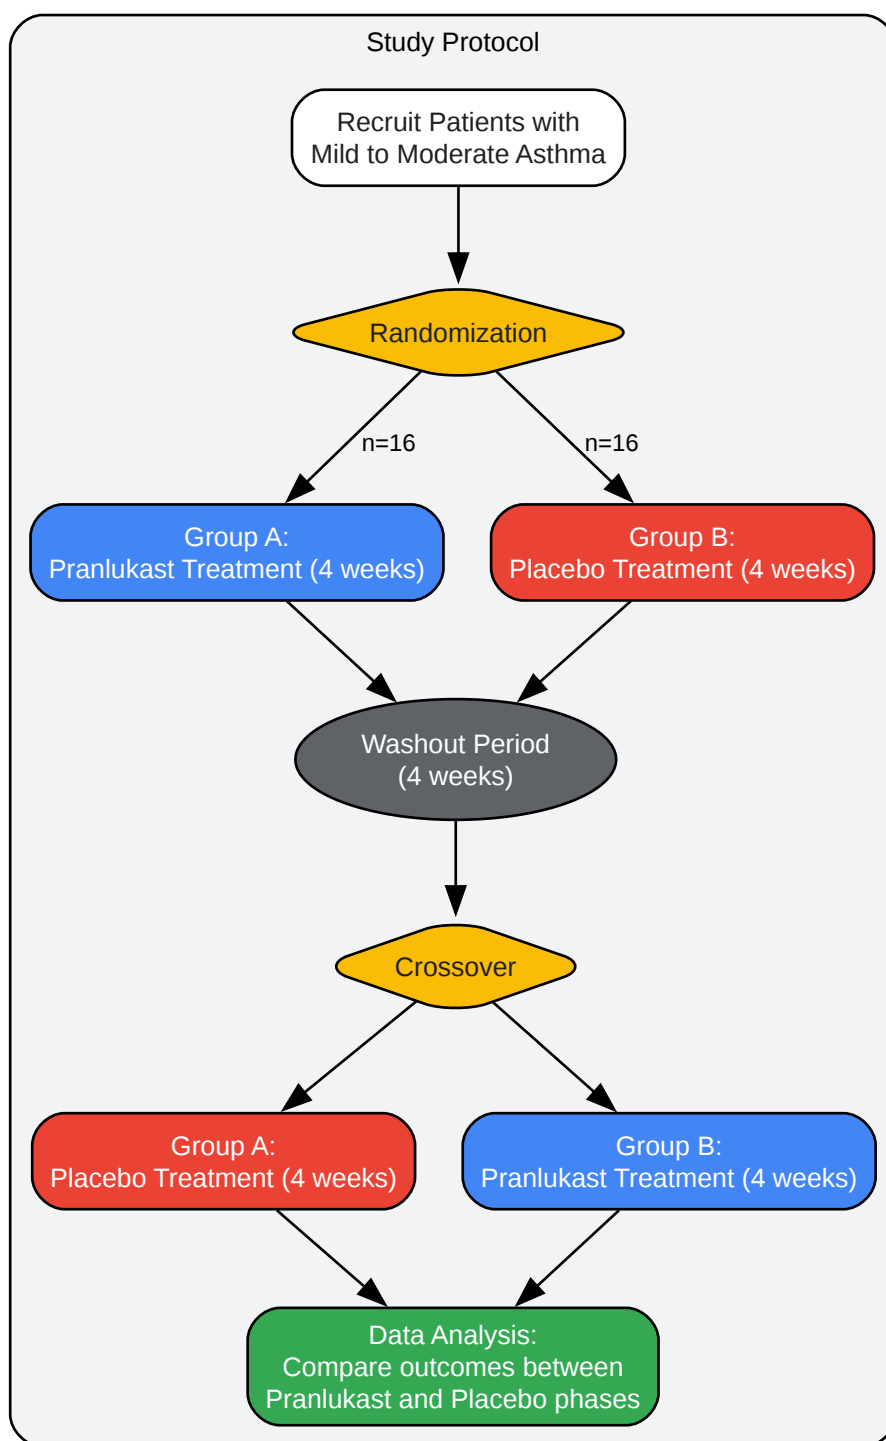 Study Protocol
Recruit Patients with
Mild to Moderate Asthma
Randomization
n=16
n=16
Group A:
Pranlukast Treatment (4 weeks)
Group B:
Placebo Treatment (4 weeks)
Washout Period
(4 weeks)
Crossover
Group A:
Placebo Treatment (4 weeks)
Group B:
Pranlukast Treatment (4 weeks)
Data Analysis:
Compare outcomes between
Pranlukast and Placebo phases